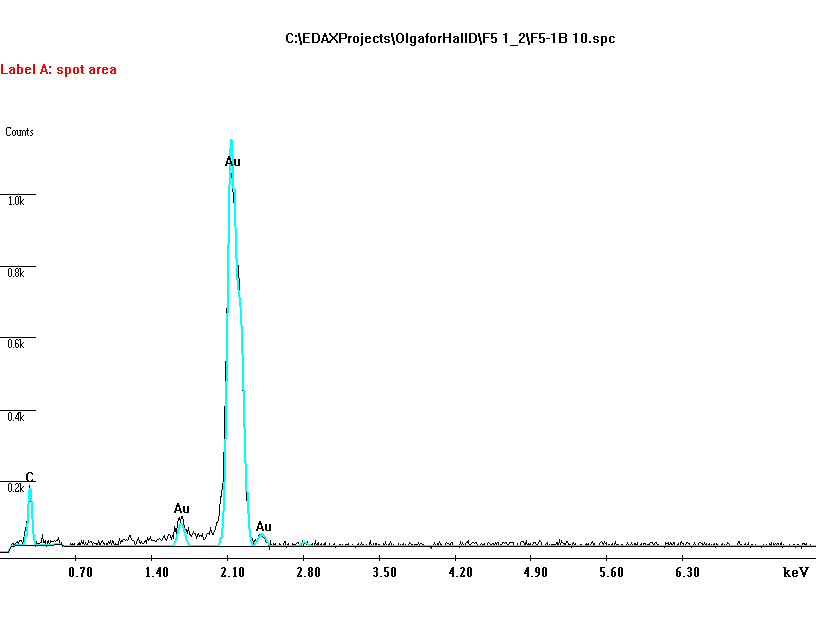 C:\EDAXProjects\OlgaforHallD\F5 1_2\F5-1B 10.spc
Label A: spot area
Counts
Au
1.0k
0.8k
0.6k
0.4k
C
0.2k
Au
Au
0.70 1.40 2.10 2.80 3.50 4.20 4.90 5.60 6.30 keV